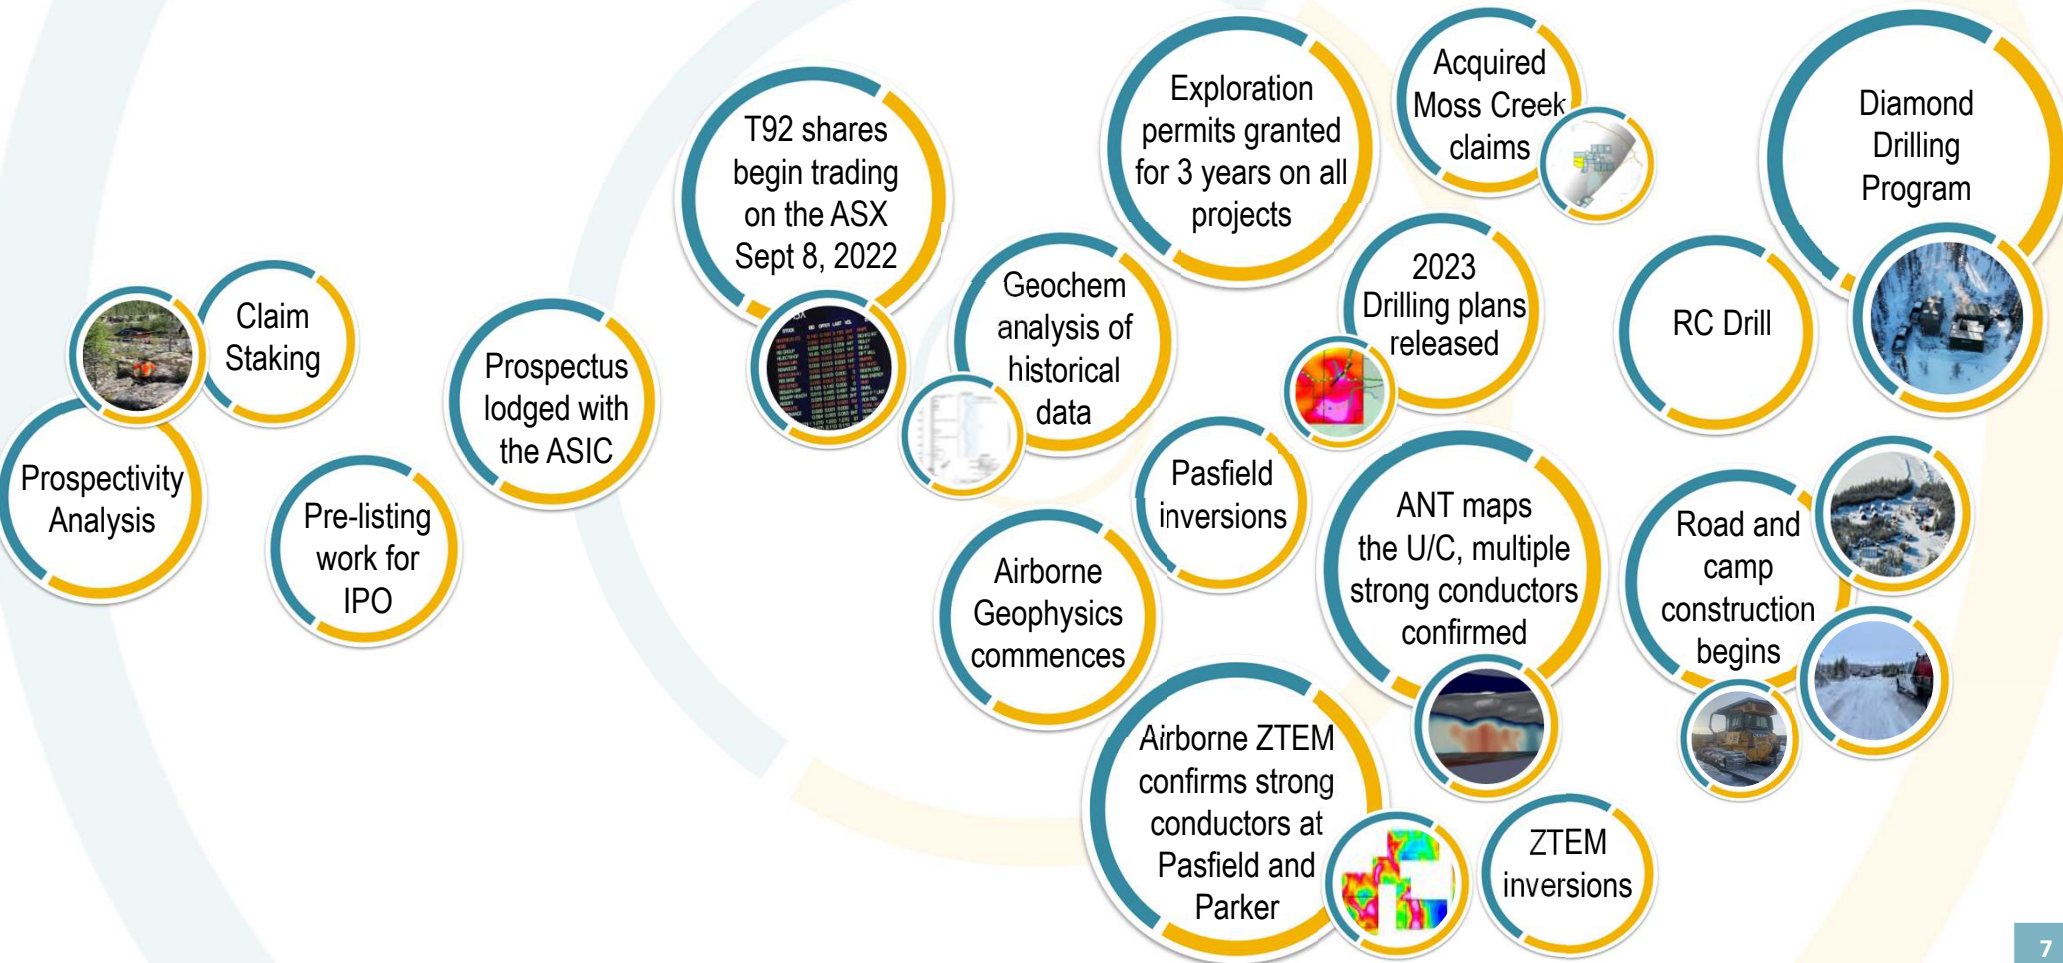 Prospectivity
Analysis
Claim
Staking
Pre-listing
work for
IPO
Prospectus
lodged with
the ASIC
T92 shares
begin trading
on the ASX
Sept 8, 2022
Geochem
analysis of
historical
data
Airborne
Geophysics
commences
Exploration
permits granted
for 3 years on all
projects
Pasfield
inversions
Airborne ZTEM
confirms strong
conductors at
Pasfield and
Parker
Acquired
Moss Creek
claims
2023
Drilling plans
released
ANT maps
the U/C, multiple
strong conductors
confirmed
ZTEM
inversions
Diamond
Drilling
Program
RC Drill
Road and
camp
construction
begins
7